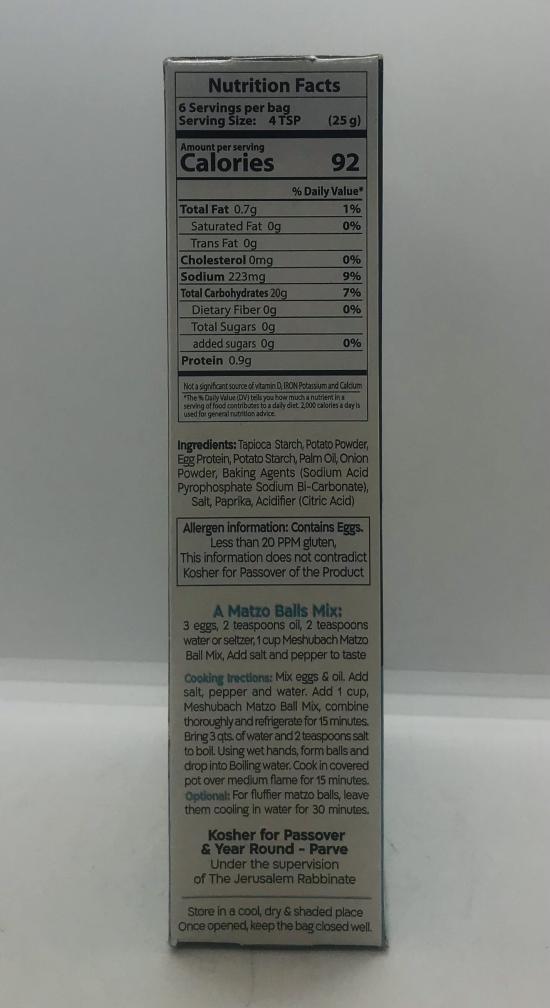 Nutrition Facts
6 Servings per bag
Serving Size: 4 TSP (25 g)
Amount per serving
Calories 92
% Daily Value*
Total Fat 0.7g 1%
Saturated Fat 0g 0%
Trans Fat 0g
Cholesterol 0mg 0%
Sodium 223mg 9%
Total Carbohydrates 20g 7%
Dietary Fiber 0g 0%
Total Sugars 0g
added sugars 0g 0%
Protein 0.9g
Not a significant source of vitamin D, IRON Potassium and Calcium
*The % Daily Value (DV) tells you how much a nutrient in a
serving of food contributes to a daily diet. 2,000 calories a day is
used for general nutrition advice.
Ingredients: Tapioca Starch, Potato Powder,
Egg Protein, Potato Starch, Palm Oil, Onion
Powder, Baking Agents (Sodium Acid
Pyrophosphate Sodium Bi-Carbonate),
Salt, Paprika, Acidifier (Citric Acid)
Allergen information: Contains Eggs.
Less than 20 PPM gluten,
This information does not contradict
Kosher for Passover of the Product
A Matzo Balls Mix:
3 eggs, 2 teaspoons oil, 2 teaspoons
water or seltzer, 1 cup Meshubach Matzo
Ball Mix, Add salt and pepper to taste
Cooking Irections: Mix eggs & oil. Add
salt, pepper and water. Add 1 cup,
Meshubach Matzo Ball Mix, combine
thoroughly and refrigerate for 15 minutes.
Bring 3 qts. of water and 2 teaspoons salt
to boil. Using wet hands, form balls and
drop into Boiling water. Cook in covered
pot over medium flame for 15 minutes.
Optional: For fluffier matzo balls, leave
them cooling in water for 30 minutes.
Kosher for Passover
& Year Round - Parve
Under the supervision
of The Jerusalem Rabbinate
Store in a cool, dry & shaded place
Once opened, keep the bag closed well.